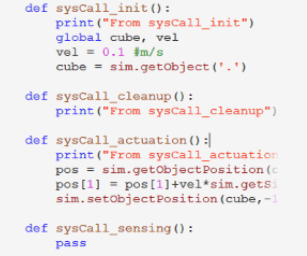 def sysCall_init():
    print("From sysCall_init")
    global cube, vel
    vel = 0.1 #m/s
    cube = sim.getObject('.')
def sysCall_cleanup():
    print("From sysCall_cleanup")
def sysCall_actuation():
    print("From sysCall_actuation
    pos = sim.getObjectPosition(c
    pos[1] = pos[1]+vel*sim.getSi
    sim.setObjectPosition(cube,-1
def sysCall_sensing():
    pass